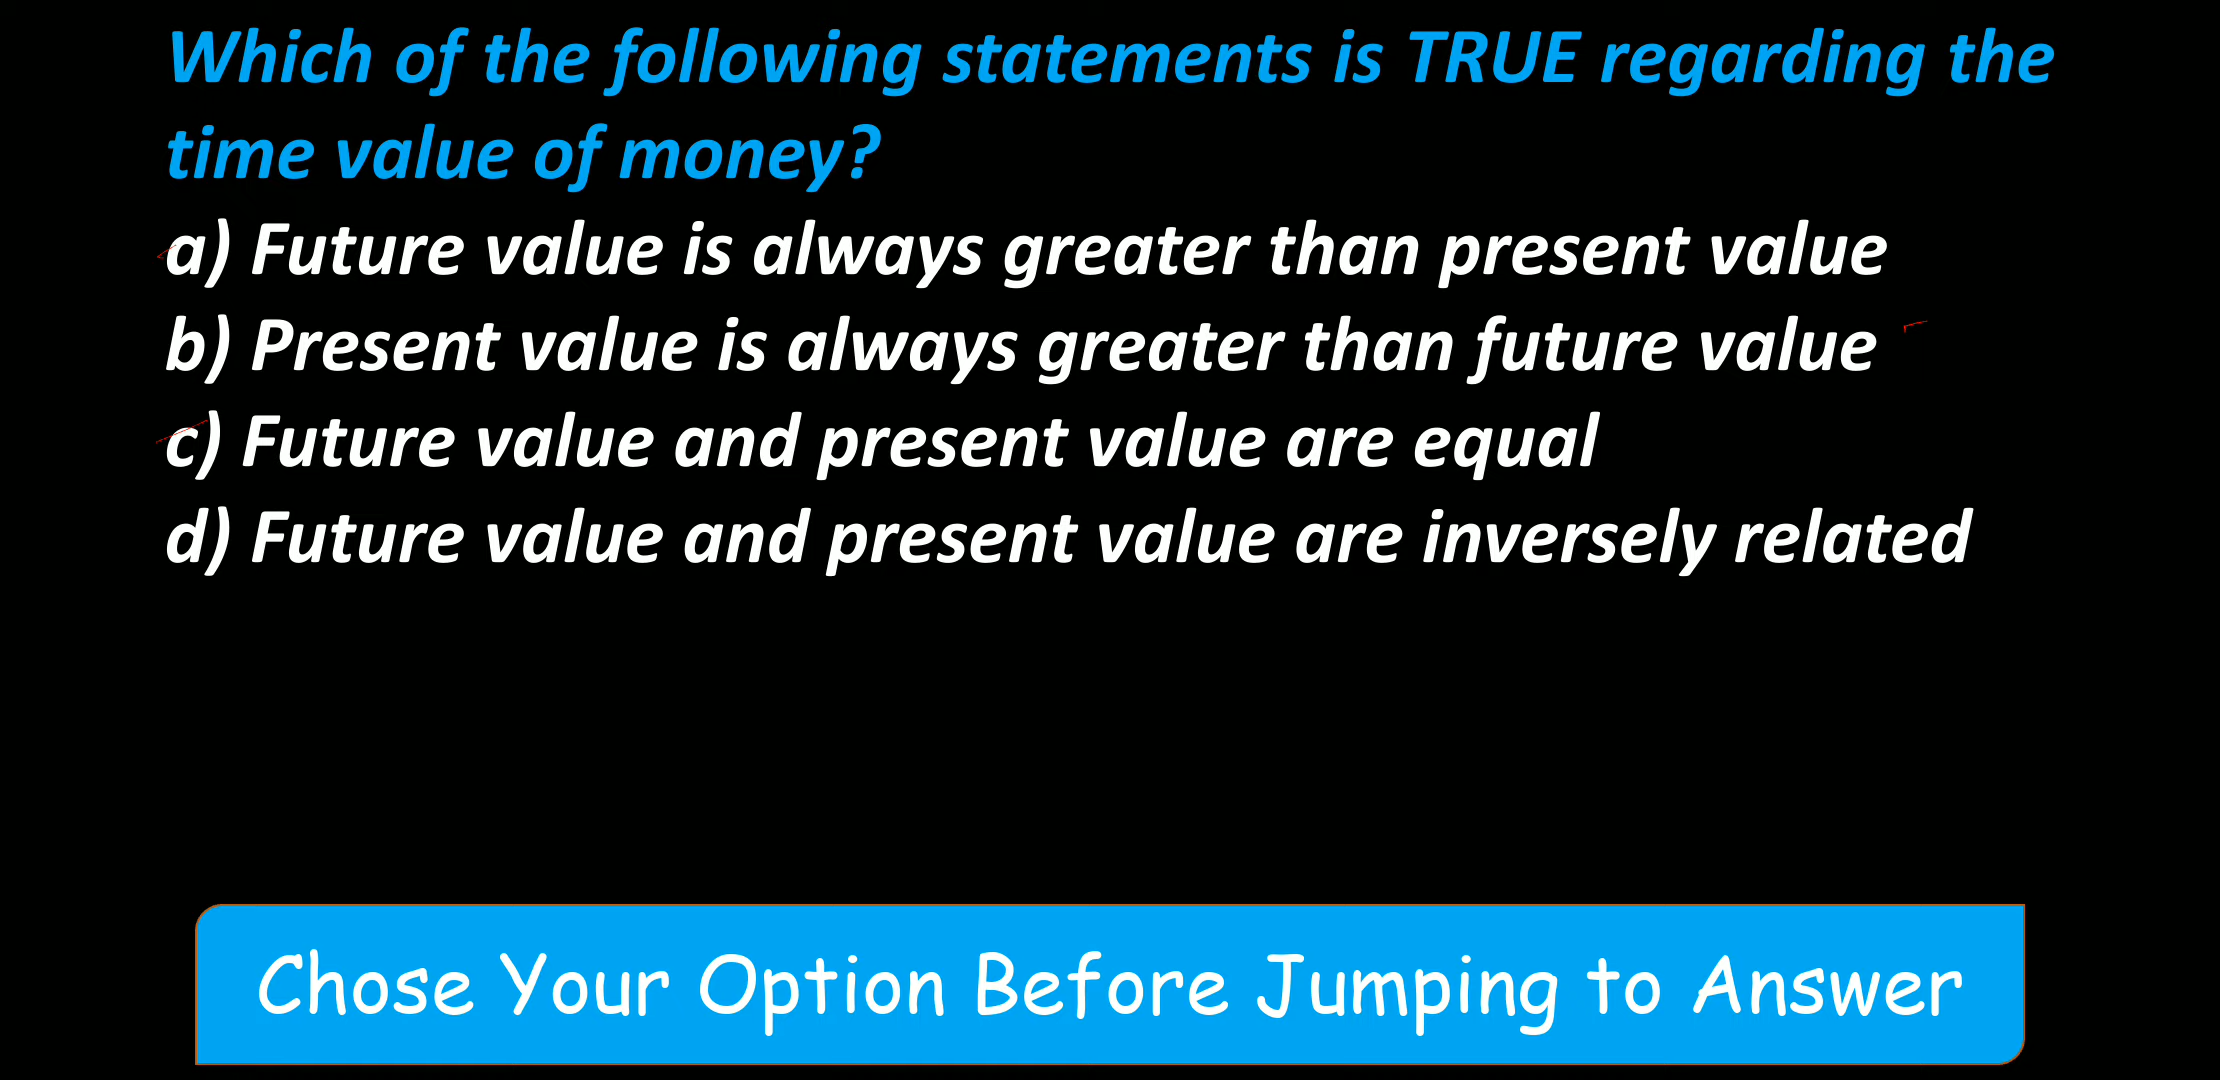 Which of the following statements is TRUE regarding the
time value of money?
a) Future value is always greater than present value
b) Present value is always greater than future value
c) Future value and present value are equal
d) Future value and present value are inversely related
Chose Your Option Before Jumping to Answer